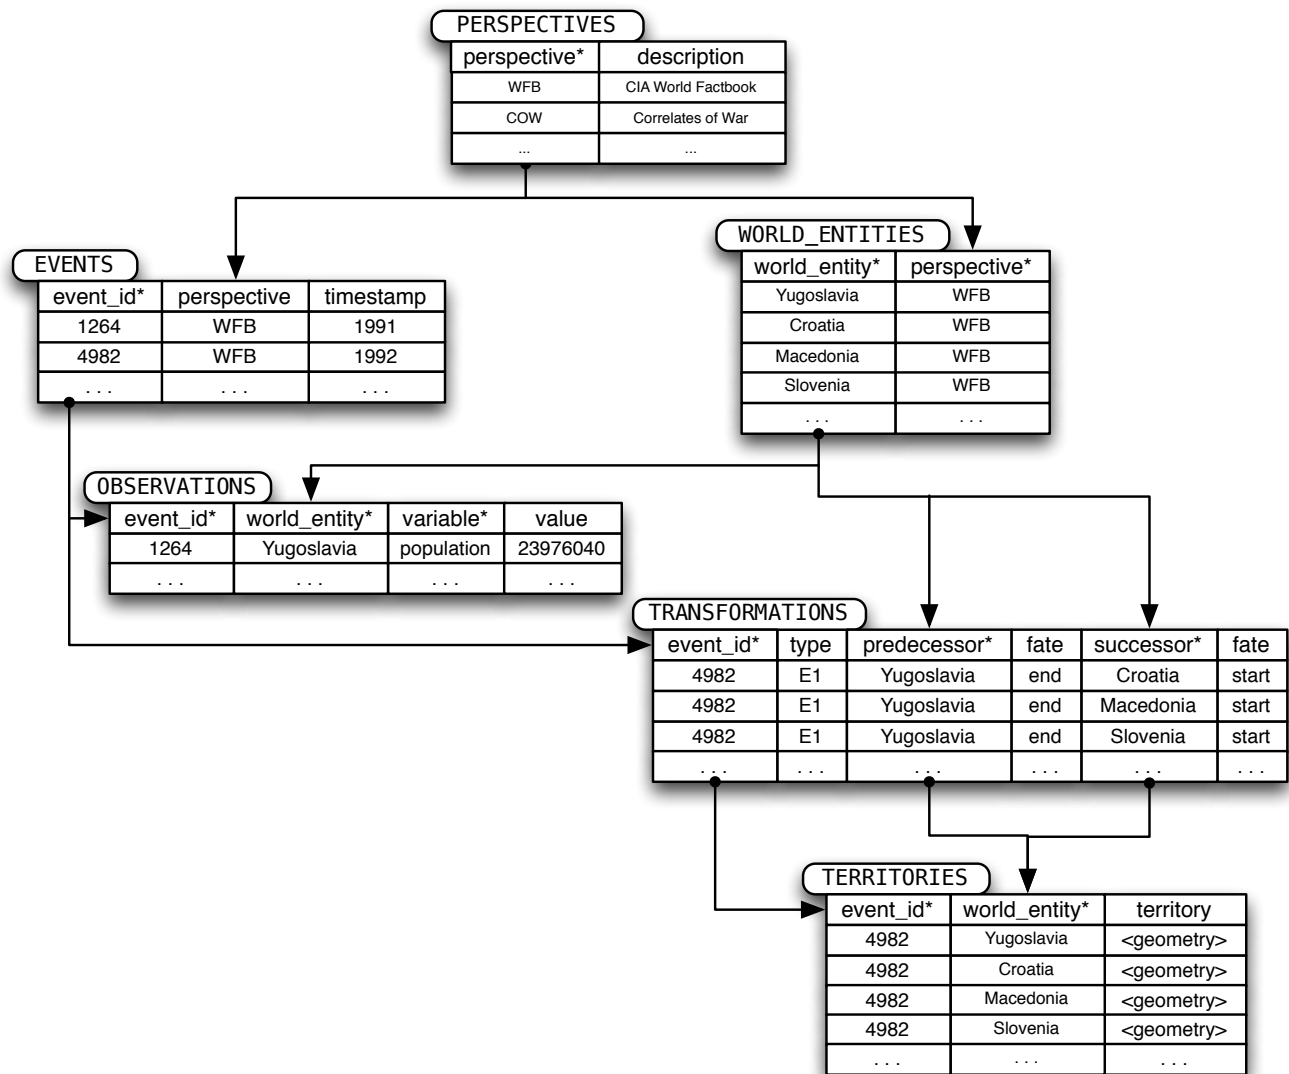 PERSPECTIVES
perspective* description
WFB CIA World Factbook
COW Correlates of War
... ...
EVENTS
event_id* perspective timestamp
1264 WFB 1991
4982 WFB 1992
. . . . . . . . .
WORLD_ENTITIES
world_entity* perspective*
Yugoslavia WFB
Croatia WFB
Macedonia WFB
Slovenia WFB
. . . . . .
OBSERVATIONS
event_id* world_entity* variable* value
1264 Yugoslavia population 23976040
. . . . . . . . . . . .
TRANSFORMATIONS
event_id* type predecessor* fate successor* fate
4982 E1 Yugoslavia end Croatia start
4982 E1 Yugoslavia end Macedonia start
4982 E1 Yugoslavia end Slovenia start
. . . . . . . . . . . . . . . . . .
TERRITORIES
event_id* world_entity* territory
4982 Yugoslavia <geometry>
4982 Croatia <geometry>
4982 Macedonia <geometry>
4982 Slovenia <geometry>
. . . . . . . . .